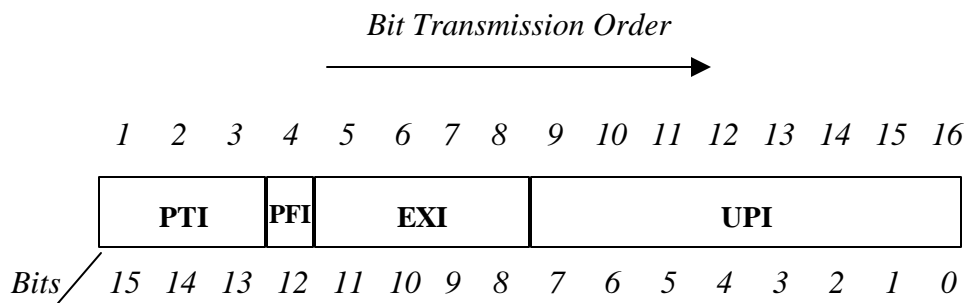 Bit Transmission Order
1 2 3 4 5 6 7 8 9 10 11 12 13 14 15 16
PTI PFI EXI UPI
Bits 15 14 13 12 11 10 9 8 7 6 5 4 3 2 1 0